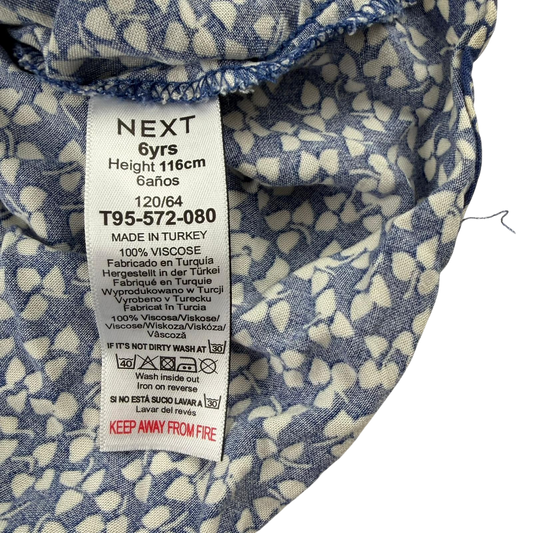 NEXT
6yrs
Height 116cm
6años
120/64
T95-572-080
MADE IN TURKEY
100% VISCOSE
Fabricado en Turquía
Hergestellt in der Türkei
Fabriqué en Turquie
Wyprodukowano w Turcji
Vyrobeno v Turecku
Fabricat în Turcia
100% Viscosa/Viskose/
Viscose/Wiskoza/Viskóza/
Vâscoză
IF IT'S NOT DIRTY WASH AT 30
40
Wash inside out
Iron on reverse
SI NO ESTÁ SUCIO LAVAR A 30
Lavar del revés
KEEP AWAY FROM FIRE